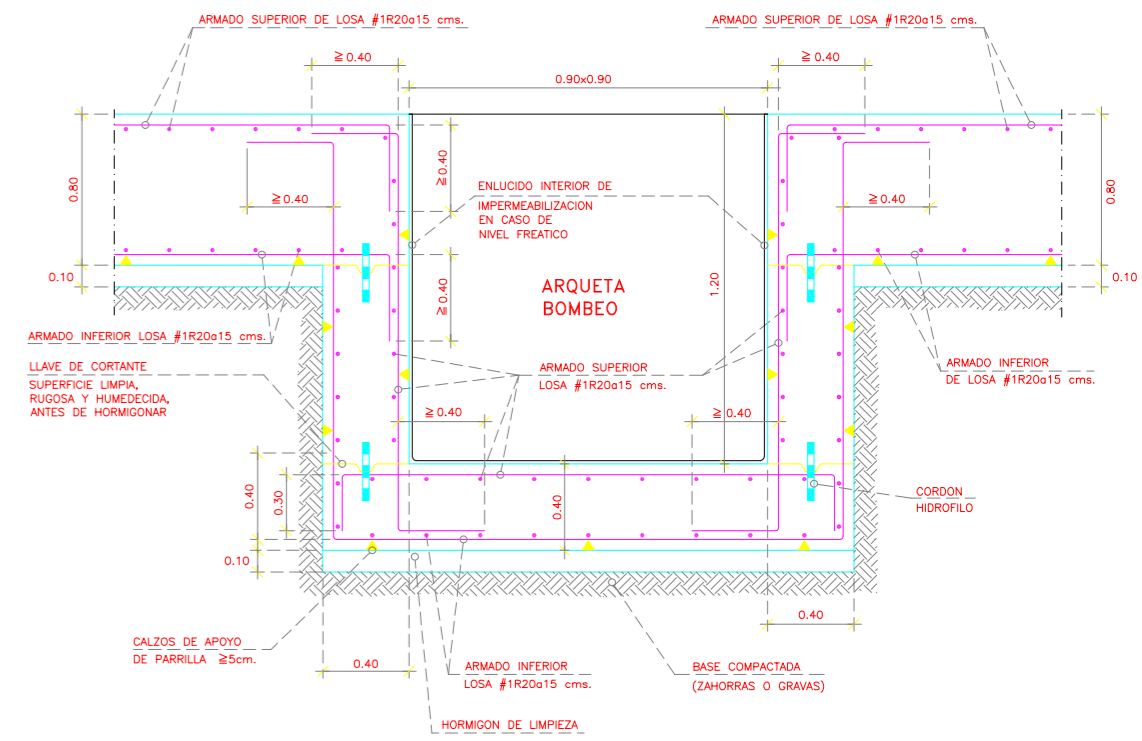 ARMADO SUPERIOR DE LOSA #1R20a15 cms.
ARMADO SUPERIOR DE LOSA #1R20a15 cms.
≧0.40
0.90x0.90
≧0.40
0.80
≧0.40
≧0.40
ENLUCIDO INTERIOR DE
IMPERMEABILIZACION
EN CASO DE
NIVEL FREATICO
≧0.40
0.80
0.10
≧0.40
ARQUETA
BOMBEO
1.20
0.10
ARMADO INFERIOR LOSA #1R20a15 cms.
LLAVE DE CORTANTE
SUPERFICIE LIMPIA,
RUGOSA Y HUMEDECIDA,
ANTES DE HORMIGONAR
ARMADO SUPERIOR
LOSA #1R20a15 cms.
ARMADO INFERIOR
DE LOSA #1R20a15 cms.
≧0.40
≧0.40
0.40
0.30
0.40
CORDON
HIDROFILO
0.10
0.40
CALZOS DE APOYO
DE PARRILLA ≧5cm.
0.40
ARMADO INFERIOR
LOSA #1R20a15 cms.
BASE COMPACTADA
(ZAHORRAS O GRAVAS)
HORMIGON DE LIMPIEZA